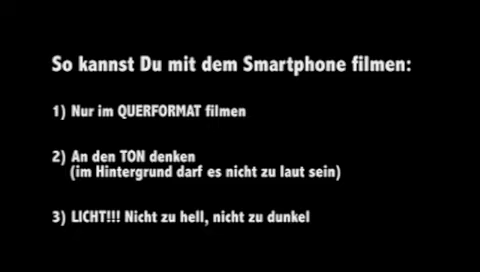 So kannst Du mit dem Smartphone filmen:
1) Nur im QUERFORMAT filmen
2) An den TON denken
(im Hintergrund darf es nicht zu laut sein)
3) LICHT!!! Nicht zu hell, nicht zu dunkel